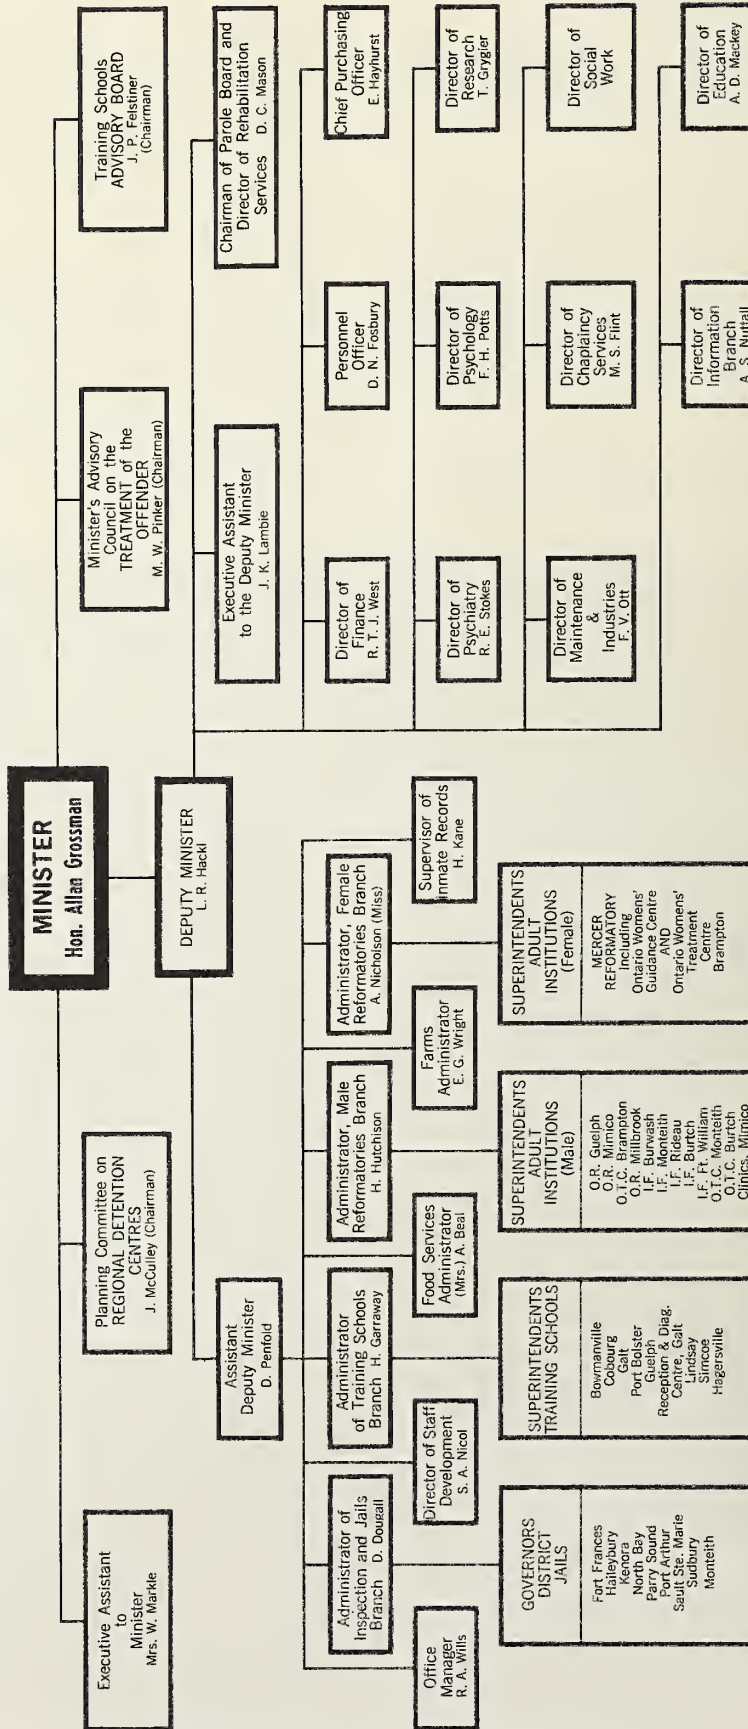 MINISTER
Hon. Allan Grossman
Executive Assistant
to
Minister
Mrs. W. Markle
Planning Committee on
REGIONAL DETENTION
CENTRES
J. McCulley (Chairman)
Minister's Advisory
Council on the
TREATMENT of the
OFFENDER
M. W. Pinker (Chairman)
Training Schools
ADVISORY BOARD
J. P. Felstiner
(Chairman)
DEPUTY MINISTER
L. R. Hackl
Assistant
Deputy Minister
D. Penfold
Executive Assistant
to the Deputy Minister
J. K. Lambie
Chairman of Parole Board and
Director of Rehabilitation
Services D. C. Mason
Director of
Finance
R. T. J. West
Personnel
Officer
D. N. Fosbury
Chief Purchasing
Officer
E. Hayhurst
Director of
Psychiatry
R. E. Stokes
Director of
Psychology
F. H. Potts
Director of
Research
T. Grygier
Director of
Maintenance
&
Industries
F. V. Ott
Director of
Chaplaincy
Services
M. S. Flint
Director of
Social
Work
Director of
Information
Branch
A. S. Nuttall
Director of
Education
A. D. Mackey
Administrator of
Inspection and Jails
Branch D. Dougall
Administrator
of Training Schools
Branch H. Garraway
Administrator, Male
Reformatories Branch
H. Hutchison
Administrator, Female
Reformatories Branch
A. Nicholson (Miss)
Office
Manager
R. A. Wills
Director of Staff
Development
S. A. Nicol
Food Services
Administrator
(Mrs.) A. Beal
Farms
Administrator
E. G. Wright
Supervisor of
Inmate Records
H. Kane
GOVERNORS
DISTRICT
JAILS
Fort Frances
Haileybury
Kenora
North Bay
Parry Sound
Port Arthur
Sault Ste. Marie
Sudbury
Monteith
SUPERINTENDENTS
TRAINING SCHOOLS
Bowmanville
Cobourg
Galt
Port Bolster
Guelph
Reception & Diag.
Centre, Galt
Lindsay
Simcoe
Hagersville
SUPERINTENDENTS
ADULT
INSTITUTIONS
(Male)
O.R. Guelph
O.R. Mimico
O.T.C. Brampton
O.R. Millbrook
I.F. Burwash
I.F. Monteith
I.F. Rideau
I.F. Burtch
I.F. Ft. William
O.T.C. Monteith
O.T.C. Burtch
Clinics, Mimico
SUPERINTENDENTS
ADULT
INSTITUTIONS
(Female)
MERCER
REFORMATORY
Including
Ontario Womens'
Guidance Centre
AND
Ontario Womens'
Treatment
Centre
Brampton